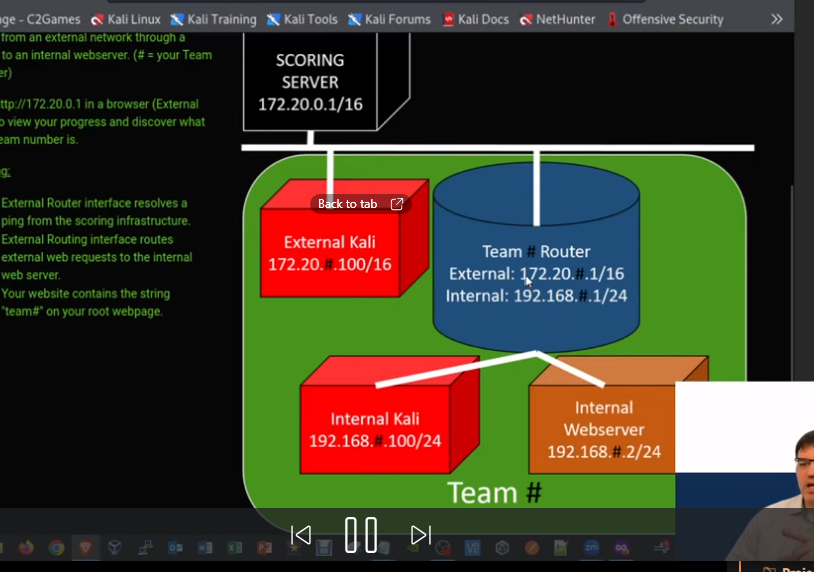 ge - C2Games Kali Linux Kali Training Kali Tools Kali Forums Kali Docs NetHunter Offensive Security
from an external network through a
to an internal webserver. (# = your Team
er)
ttp://172.20.0.1 in a browser (External
o view your progress and discover what
eam number is.
g:
External Router interface resolves a
ping from the scoring infrastructure.
External Routing interface routes
external web requests to the internal
web server.
Your website contains the string
"team#" on your root webpage.
SCORING
SERVER
172.20.0.1/16
Back to tab
External Kali
172.20.#.100/16
Team # Router
External: 172.20.#.1/16
Internal: 192.168.#.1/24
Internal Kali
192.168.#.100/24
Internal
Webserver
192.168.#.2/24
Team #